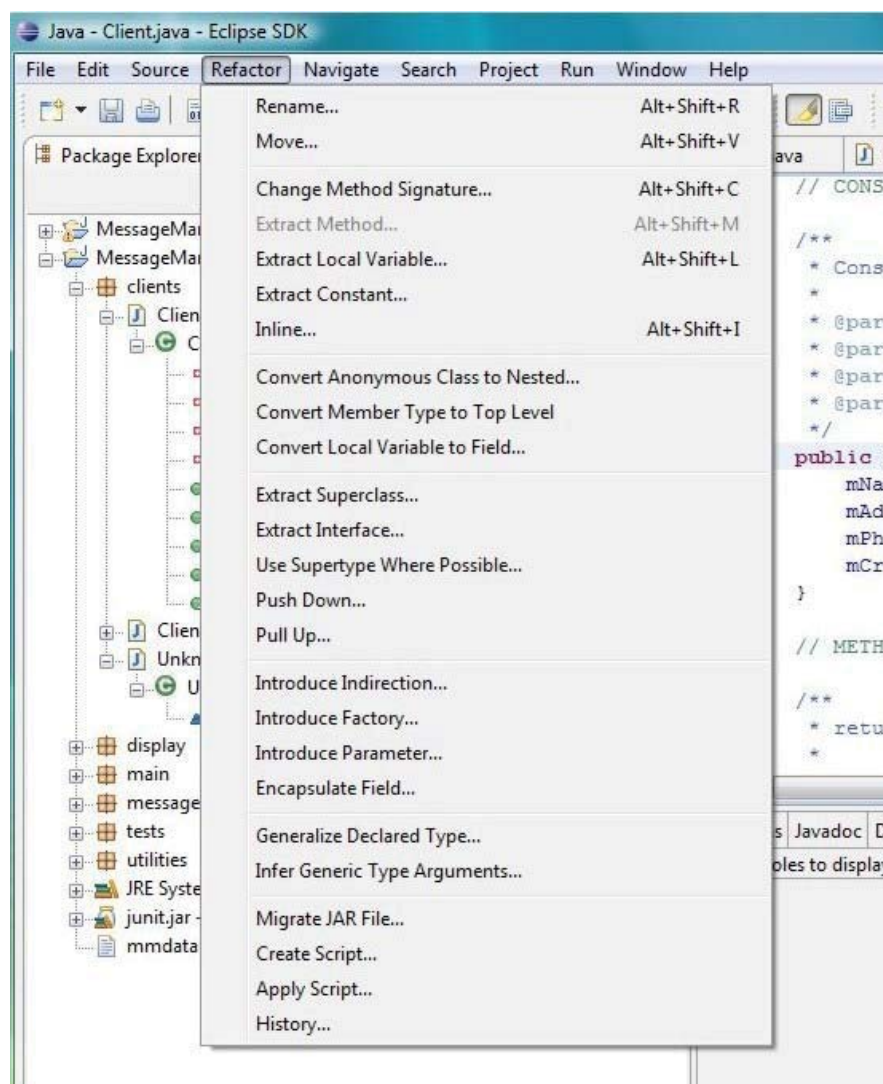 Java - Client.java - Eclipse SDK
File Edit Source Refactor Navigate Search Project Run Window Help
Rename... Alt+Shift+R
Move... Alt+Shift+V
Change Method Signature... Alt+Shift+C
Extract Method... Alt+Shift+M
Extract Local Variable... Alt+Shift+L
Extract Constant...
Inline... Alt+Shift+I
Convert Anonymous Class to Nested...
Convert Member Type to Top Level
Convert Local Variable to Field...
Extract Superclass...
Extract Interface...
Use Supertype Where Possible...
Push Down...
Pull Up...
Introduce Indirection...
Introduce Factory...
Introduce Parameter...
Encapsulate Field...
Generalize Declared Type...
Infer Generic Type Arguments...
Migrate JAR File...
Create Script...
Apply Script...
History...
Package Explorer
MessageMa
MessageMa
clients
Clien
C
Clien
Unkn
U
display
main
message
tests
utilities
JRE Syste
junit.jar -
mmdata
ava
// CONS
/**
* Cons
*
* @par
* @par
* @par
* @par
*/
public
mNa
mAd
mPh
mCr
}
// METH
/**
* retu
*
s Javadoc D
oles to display